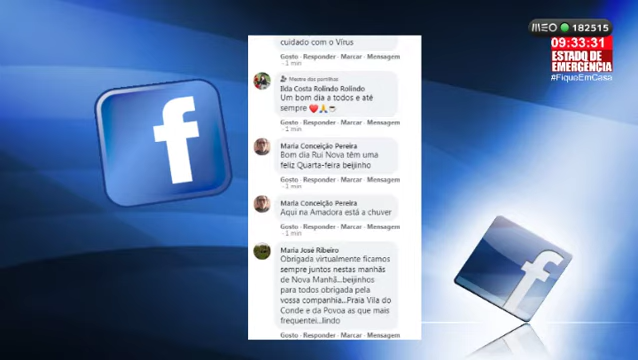 MEO 182515
09:33:31
ESTADO DE
EMERGÊNCIA
#FiqueEmCasa
cuidado com o Vírus
Gosto · Responder · Marcar · Mensagem
· 1 min
Mestre das partilhas
Ilda Costa Rolindo Rolindo
Um bom dia a todos e até
sempre ❤️🙏☕
Gosto · Responder · Marcar · Mensagem
· 1 min
Maria Conceição Pereira
Bom dia Rui Nova têm uma
feliz Quarta-feira beijinho
Gosto · Responder · Marcar · Mensagem
· 1 min
Maria Conceição Pereira
Aqui na Amadora está a chuver
Gosto · Responder · Marcar · Mensagem
· 1 min
Maria José Ribeiro
Obrigada virtualmente ficamos
sempre juntos nestas manhãs
de Nova Manhã...beijinhos
para todos obrigada pela
vossa companhia...Praia Vila do
Conde e da Povoa as que mais
frequentei...lindo
Gosto · Responder · Marcar · Mensagem